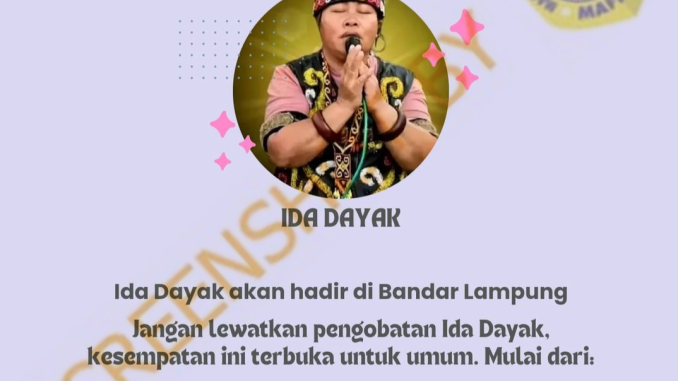 IDA DAYAK
Ida Dayak akan hadir di Bandar Lampung
Jangan lewatkan pengobatan Ida Dayak,
kesempatan ini terbuka untuk umum. Mulai dari: